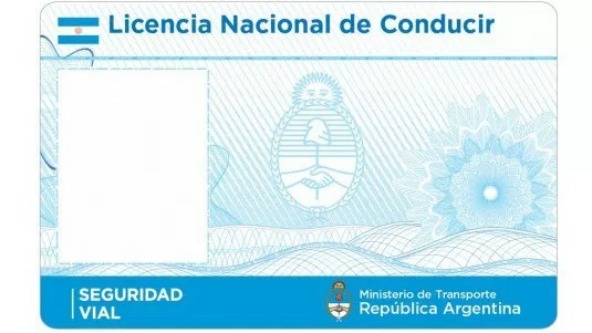 Licencia Nacional de Conducir
SEGURIDAD
VIAL
Ministerio de Transporte
República Argentina